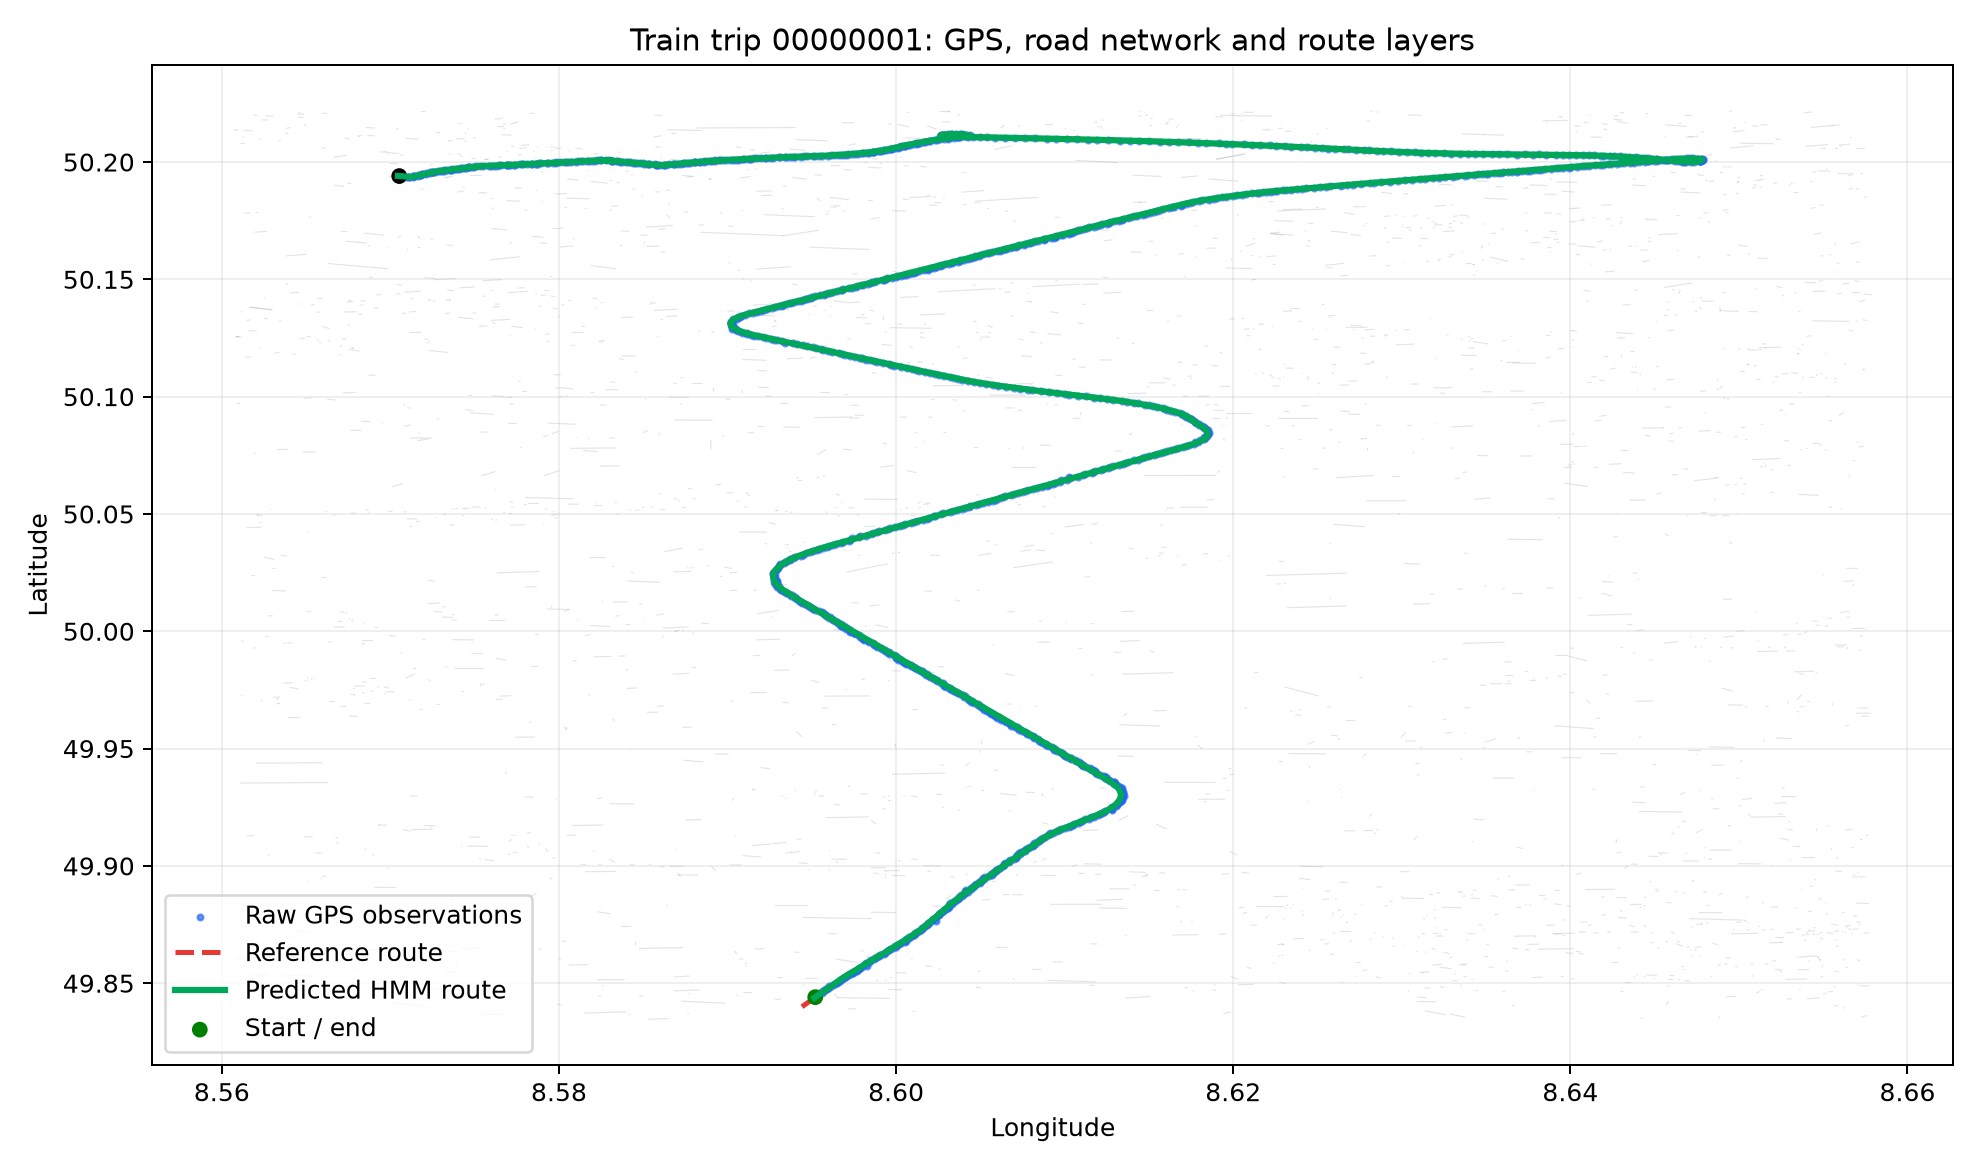 Train trip 00000001: GPS, road network and route layers
Latitude
50.20
50.15
50.10
50.05
50.00
49.95
49.90
49.85
Raw GPS observations
Reference route
Predicted HMM route
Start / end
8.56 8.58 8.60 8.62 8.64 8.66
Longitude